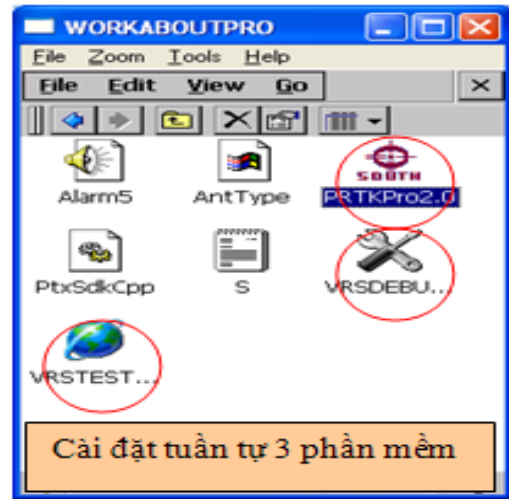 WORKABOUTPRO
File Zoom Tools Help
File Edit View Go
SOUTH
Alarm5 AntType PRTKPro2.0
PtxSdkCpp S VRSDEBU...
VRSTEST...
Cài đặt tuần tự 3 phần mềm